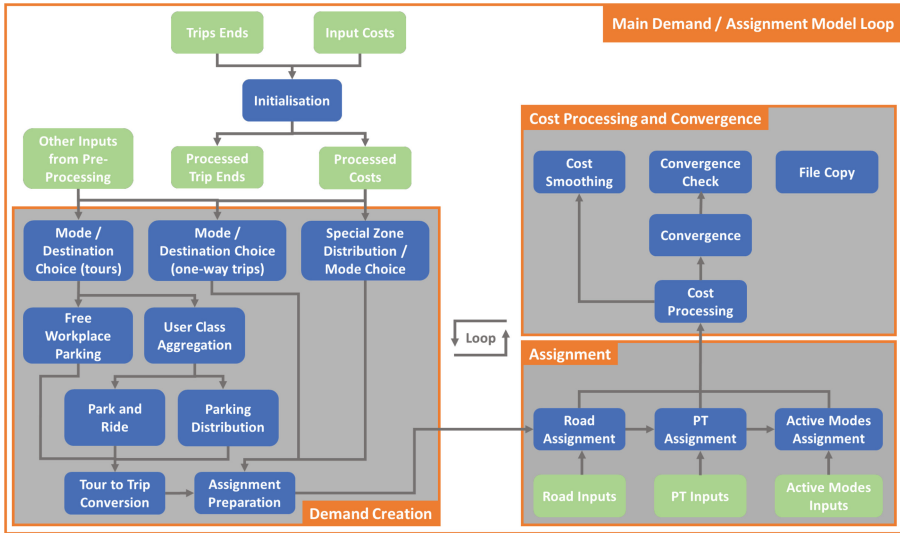 Main Demand / Assignment Model Loop
Trips Ends
Input Costs
Initialisation
Other Inputs
from Pre-
Processing
Processed
Trip Ends
Processed
Costs
Mode /
Destination
Choice (tours)
Mode /
Destination Choice
(one-way trips)
Special Zone
Distribution /
Mode Choice
Free
Workplace
Parking
User Class
Aggregation
Park and
Ride
Parking
Distribution
Tour to Trip
Conversion
Assignment
Preparation
Demand Creation
Loop
Cost Processing and Convergence
Cost
Smoothing
Convergence
Check
File Copy
Convergence
Cost
Processing
Assignment
Road
Assignment
PT
Assignment
Active Modes
Assignment
Road Inputs
PT Inputs
Active Modes
Inputs